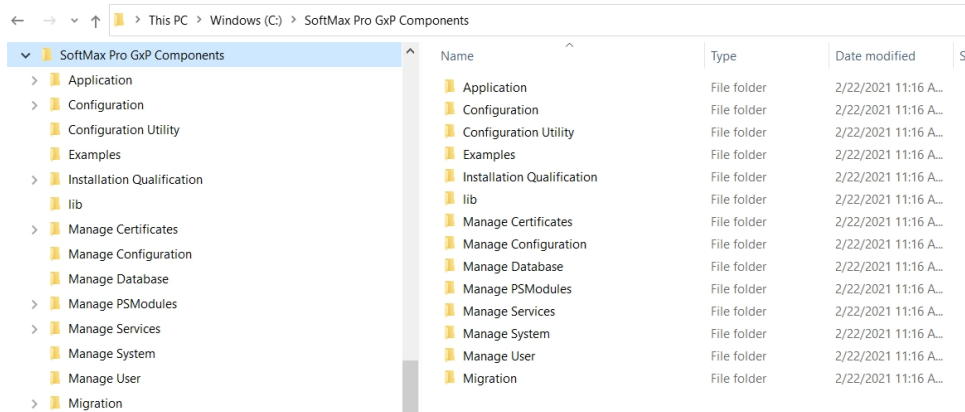 This PC > Windows (C:) > SoftMax Pro GxP Components
SoftMax Pro GxP Components
Application
Configuration
Configuration Utility
Examples
Installation Qualification
lib
Manage Certificates
Manage Configuration
Manage Database
Manage PSModules
Manage Services
Manage System
Manage User
Migration
Name Type Date modified S
Application File folder 2/22/2021 11:16 A...
Configuration File folder 2/22/2021 11:16 A...
Configuration Utility File folder 2/22/2021 11:16 A...
Examples File folder 2/22/2021 11:16 A...
Installation Qualification File folder 2/22/2021 11:16 A...
lib File folder 2/22/2021 11:16 A...
Manage Certificates File folder 2/22/2021 11:16 A...
Manage Configuration File folder 2/22/2021 11:16 A...
Manage Database File folder 2/22/2021 11:16 A...
Manage PSModules File folder 2/22/2021 11:16 A...
Manage Services File folder 2/22/2021 11:16 A...
Manage System File folder 2/22/2021 11:16 A...
Manage User File folder 2/22/2021 11:16 A...
Migration File folder 2/22/2021 11:16 A...